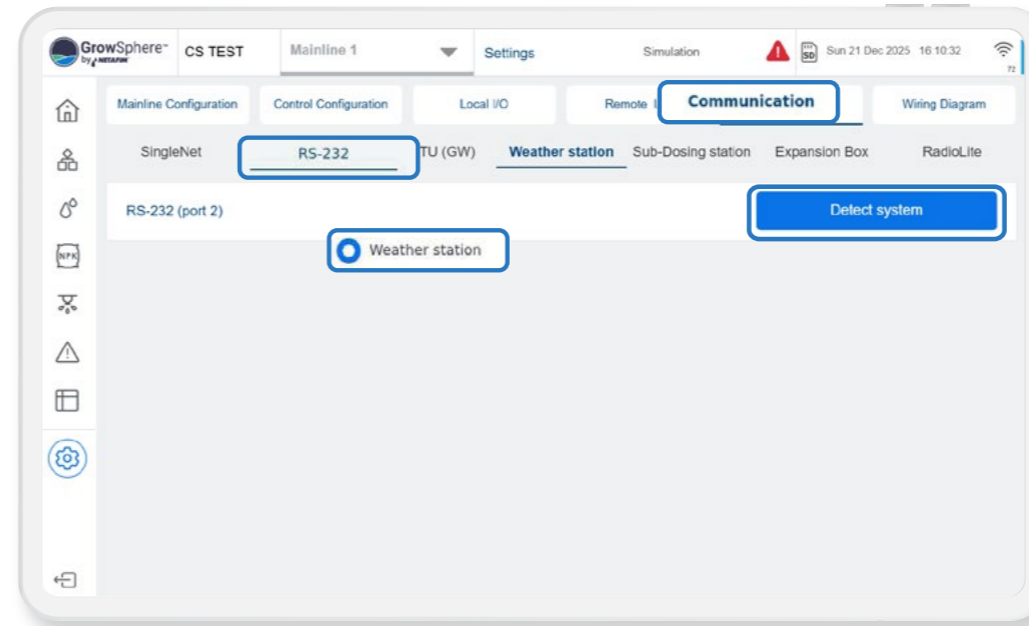 GrowSphere™ CS TEST Mainline 1 Settings Simulation SD Sun 21 Dec 2025 16:10:32
by NETAFIM 72
Mainline Configuration Control Configuration Local I/O Remote Communication Wiring Diagram
SingleNet RS-232 TU (GW) Weather station Sub-Dosing station Expansion Box RadioLite
RS-232 (port 2) Detect system
Weather station
NPK